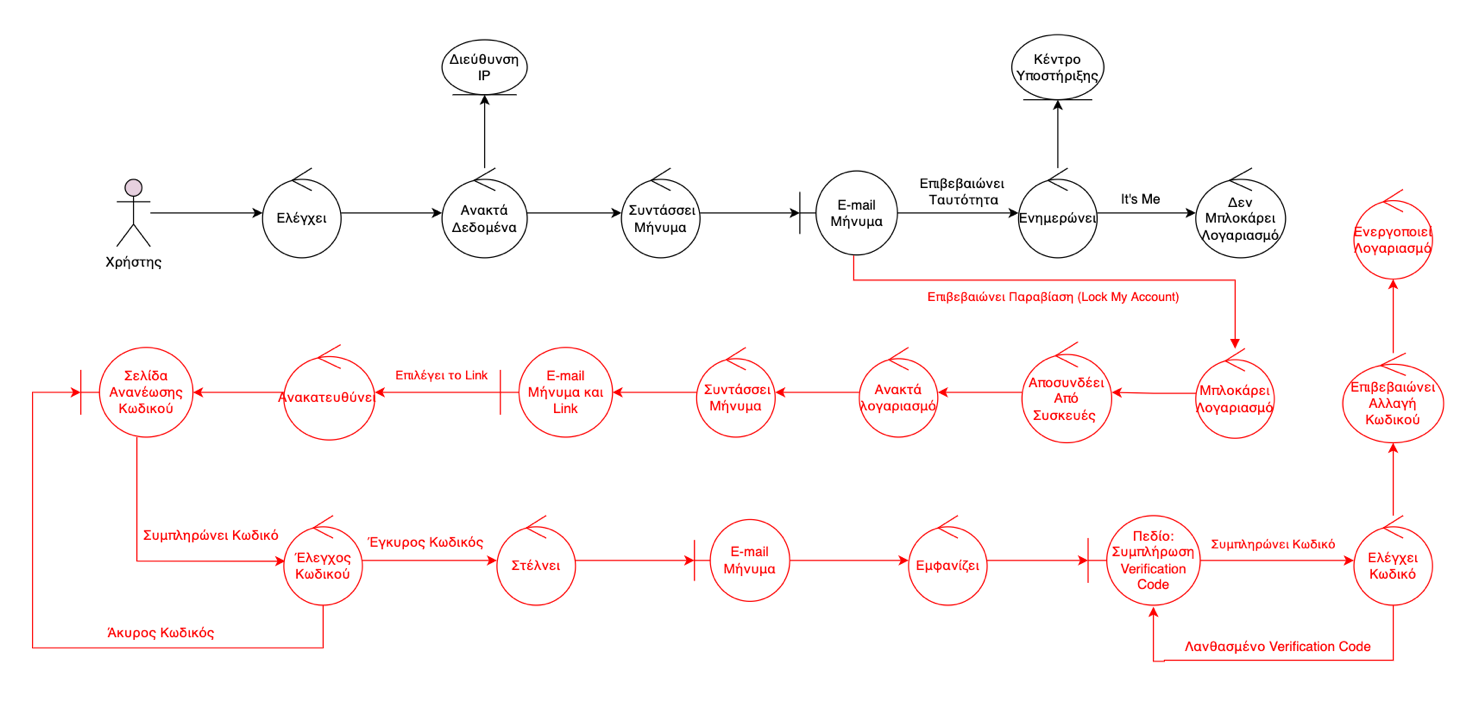 Διεύθυνση
IP
Κέντρο
Υποστήριξης
Χρήστης
Ελέγχει
Ανακτά
Δεδομένα
Συντάσσει
Μήνυμα
E-mail
Μήνυμα
Επιβεβαιώνει
Ταυτότητα
Ενημερώνει
It's Me
Δεν
Μπλοκάρει
Λογαριασμό
Ενεργοποιεί
Λογαριασμό
Επιβεβαιώνει Παραβίαση (Lock My Account)
Σελίδα
Ανανέωσης
Κωδικού
Ανακατευθύνει
Επιλέγει το Link
E-mail
Μήνυμα και
Link
Συντάσσει
Μήνυμα
Ανακτά
λογαριασμό
Αποσυνδέει
Από
Συσκευές
Μπλοκάρει
Λογαριασμό
Επιβεβαιώνει
Αλλαγή
Κωδικού
Συμπληρώνει Κωδικό
Έλεγχος
Κωδικού
Έγκυρος Κωδικός
Στέλνει
E-mail
Μήνυμα
Εμφανίζει
Πεδίο:
Συμπλήρωση
Verification
Code
Συμπληρώνει Κωδικό
Ελέγχει
Κωδικό
Άκυρος Κωδικός
Λανθασμένο Verification Code